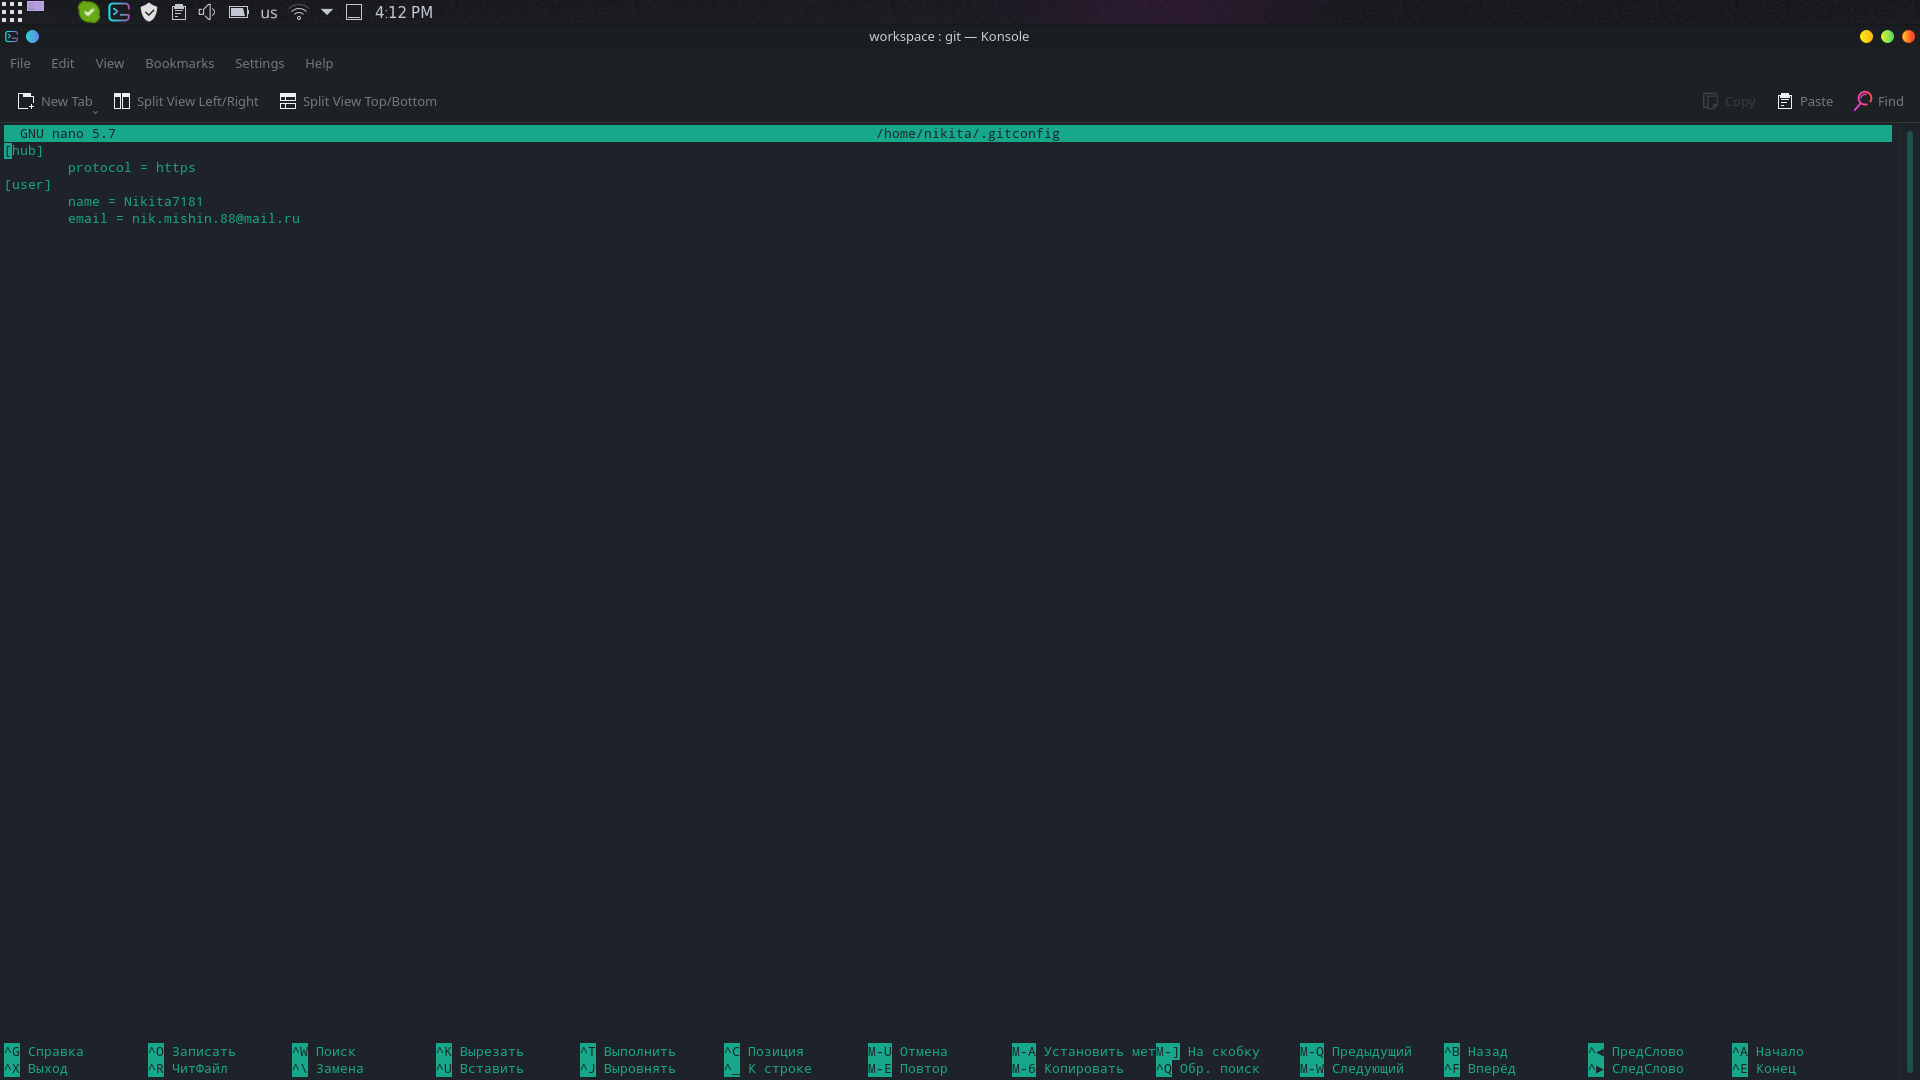 us 4:12 PM
workspace : git — Konsole
File Edit View Bookmarks Settings Help
New Tab Split View Left/Right Split View Top/Bottom Copy Paste Find
GNU nano 5.7 /home/nikita/.gitconfig
[hub]
protocol = https
[user]
name = Nikita7181
email = nik.mishin.88@mail.ru
^G Справка ^O Записать ^W Поиск ^K Вырезать ^T Выполнить ^C Позиция M-U Отмена M-A Установить мет M-] На скобку M-Q Предыдущий ^B Назад ^◀ ПредСлово ^A Начало
^X Выход ^R ЧитФайл ^\ Замена ^U Вставить ^J Выровнять ^_ К строке M-E Повтор M-6 Копировать ^Q Обр. поиск M-W Следующий ^F Вперёд ^▶ СледСлово ^E Конец